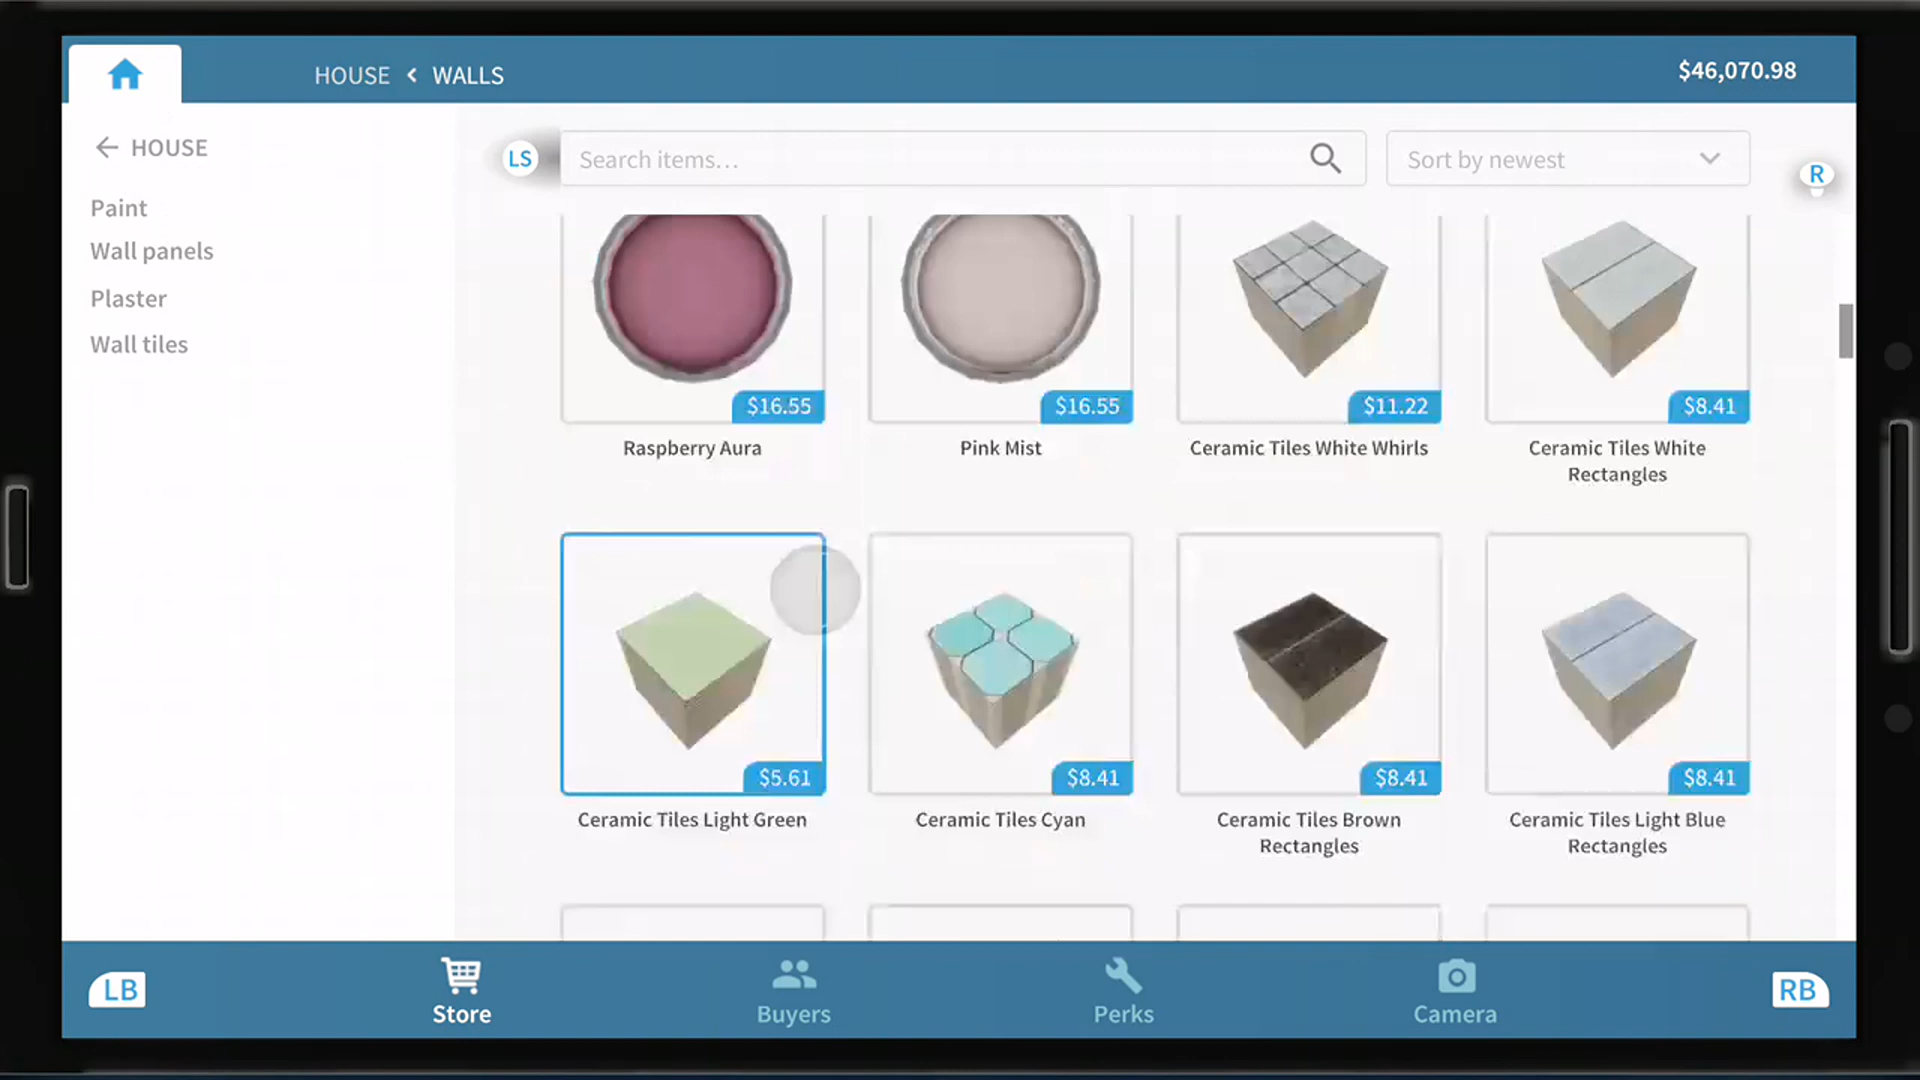 HOUSE < WALLS
$46,070.98
HOUSE
LS
Search items...
Sort by newest
R
Paint
Wall panels
Plaster
Wall tiles
$16.55
$16.55
$11.22
$8.41
Raspberry Aura
Pink Mist
Ceramic Tiles White Whirls
Ceramic Tiles White
Rectangles
$5.61
$8.41
$8.41
$8.41
Ceramic Tiles Light Green
Ceramic Tiles Cyan
Ceramic Tiles Brown
Rectangles
Ceramic Tiles Light Blue
Rectangles
LB
Store
Buyers
Perks
Camera
RB